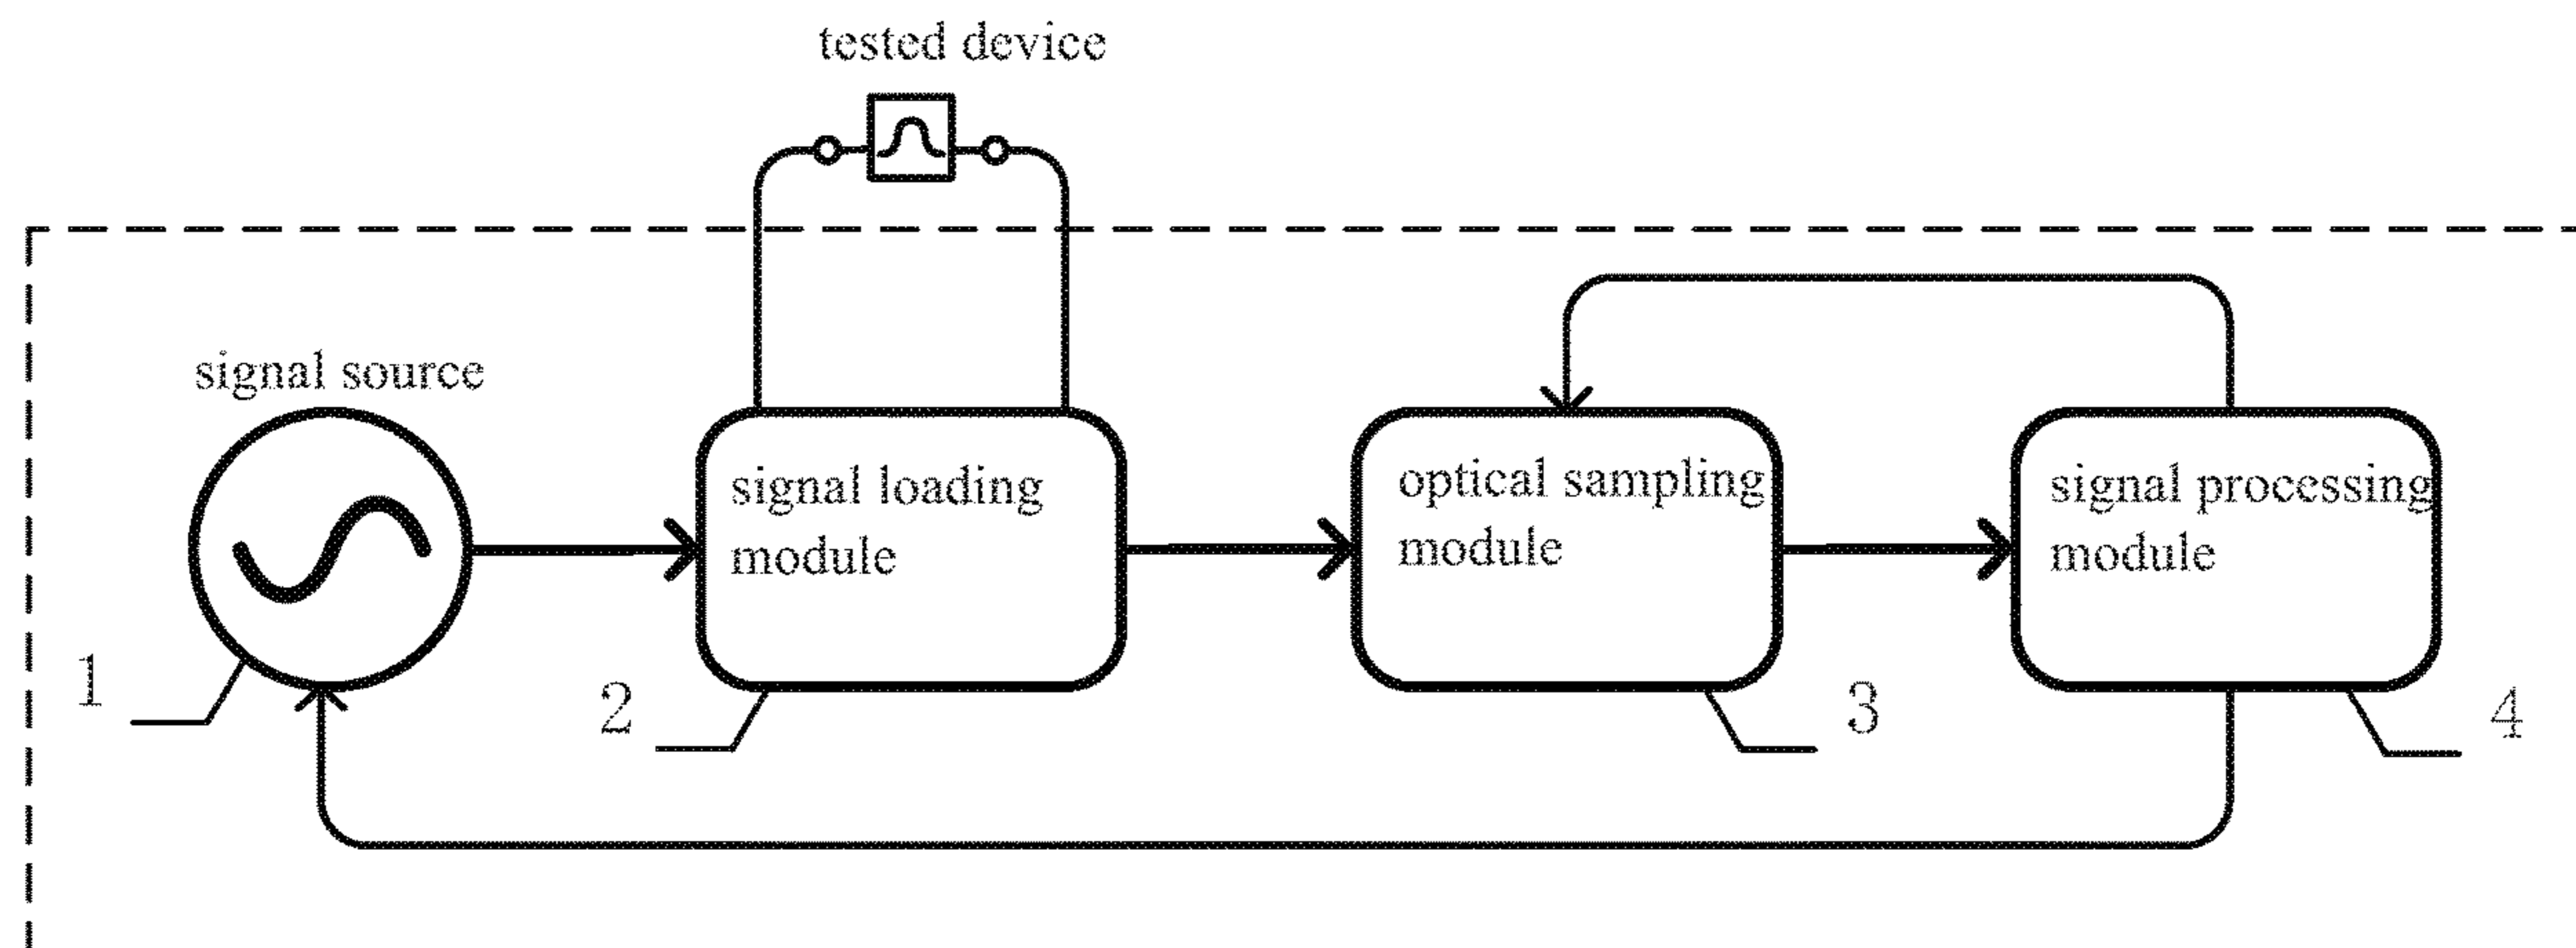 tested device
signal source
signal loading
module
optical sampling
module
signal processing
module
1
2
3
4